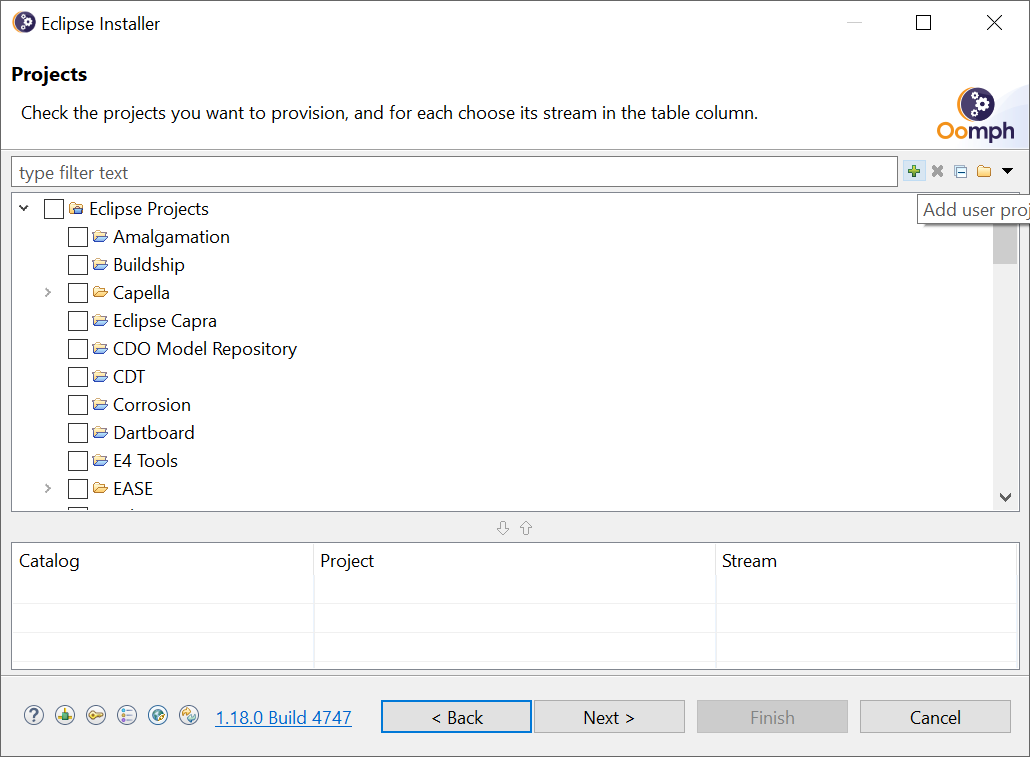 Eclipse Installer
Projects
Check the projects you want to provision, and for each choose its stream in the table column.
Oomph
type filter text
Add user proj
Eclipse Projects
Amalgamation
Buildship
Capella
Eclipse Capra
CDO Model Repository
CDT
Corrosion
Dartboard
E4 Tools
EASE
Catalog Project Stream
? 1.18.0 Build 4747 < Back Next > Finish Cancel